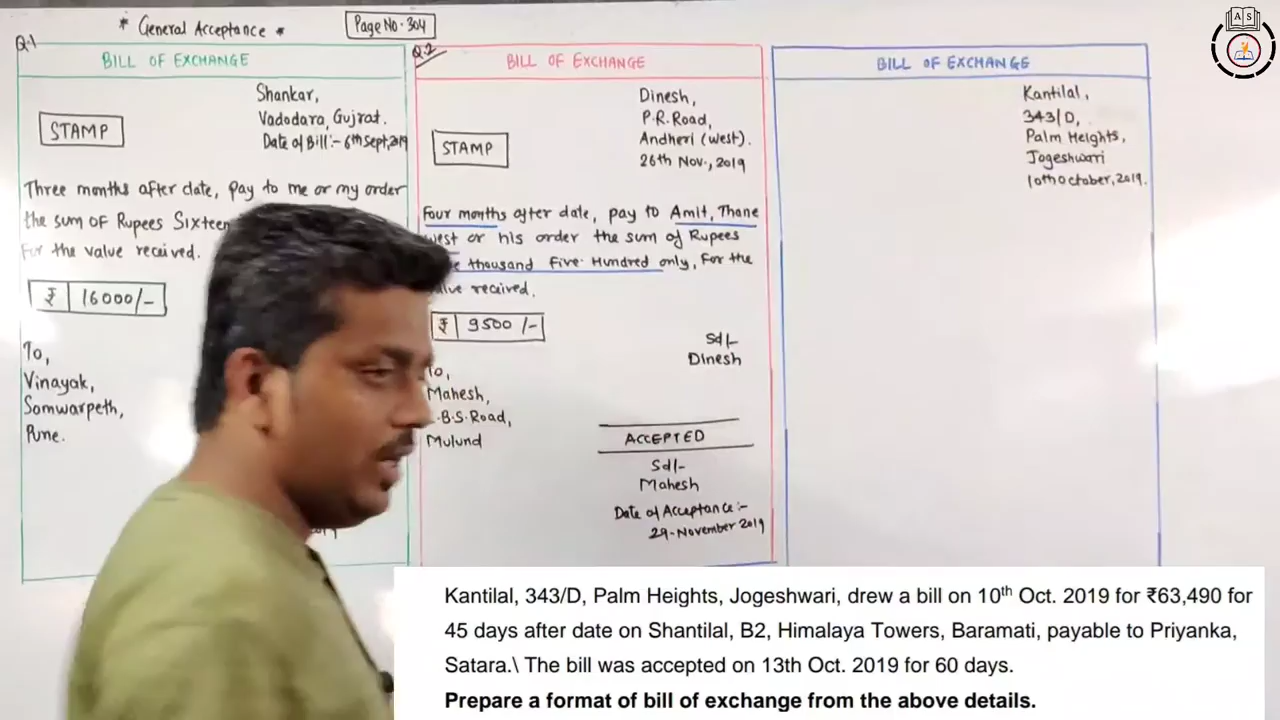 * General Acceptance *
Page No. 304
A S
Q.1
BILL OF EXCHANGE
Shankar,
Vadodara, Gujrat.
Date of Bill:- 6th Sept, 2019
STAMP
Three months after date, pay to me or my order
the sum of Rupees Sixteen
For the value received.
₹ 16000/-
To,
Vinayak,
Somwarpeth,
Pune.
Q.2
BILL OF EXCHANGE
Dinesh,
P.R. Road,
Andheri (west).
26th Nov., 2019
STAMP
Four months after date, pay to Amit, Thane
west or his order the sum of Rupees
thousand Five Hundred only, For the
received.
₹ 9500 /-
Sd/-
Dinesh
To,
Mahesh,
.B.S. Road,
Mulund
ACCEPTED
Sd/-
Mahesh
Date of Acceptance:-
29-November 2019
BILL OF EXCHANGE
Kantilal,
343/D,
Palm Heights,
Jogeshwari
10th October, 2019.
Kantilal, 343/D, Palm Heights, Jogeshwari, drew a bill on 10th Oct. 2019 for ₹63,490 for
45 days after date on Shantilal, B2, Himalaya Towers, Baramati, payable to Priyanka,
Satara.\ The bill was accepted on 13th Oct. 2019 for 60 days.
Prepare a format of bill of exchange from the above details.